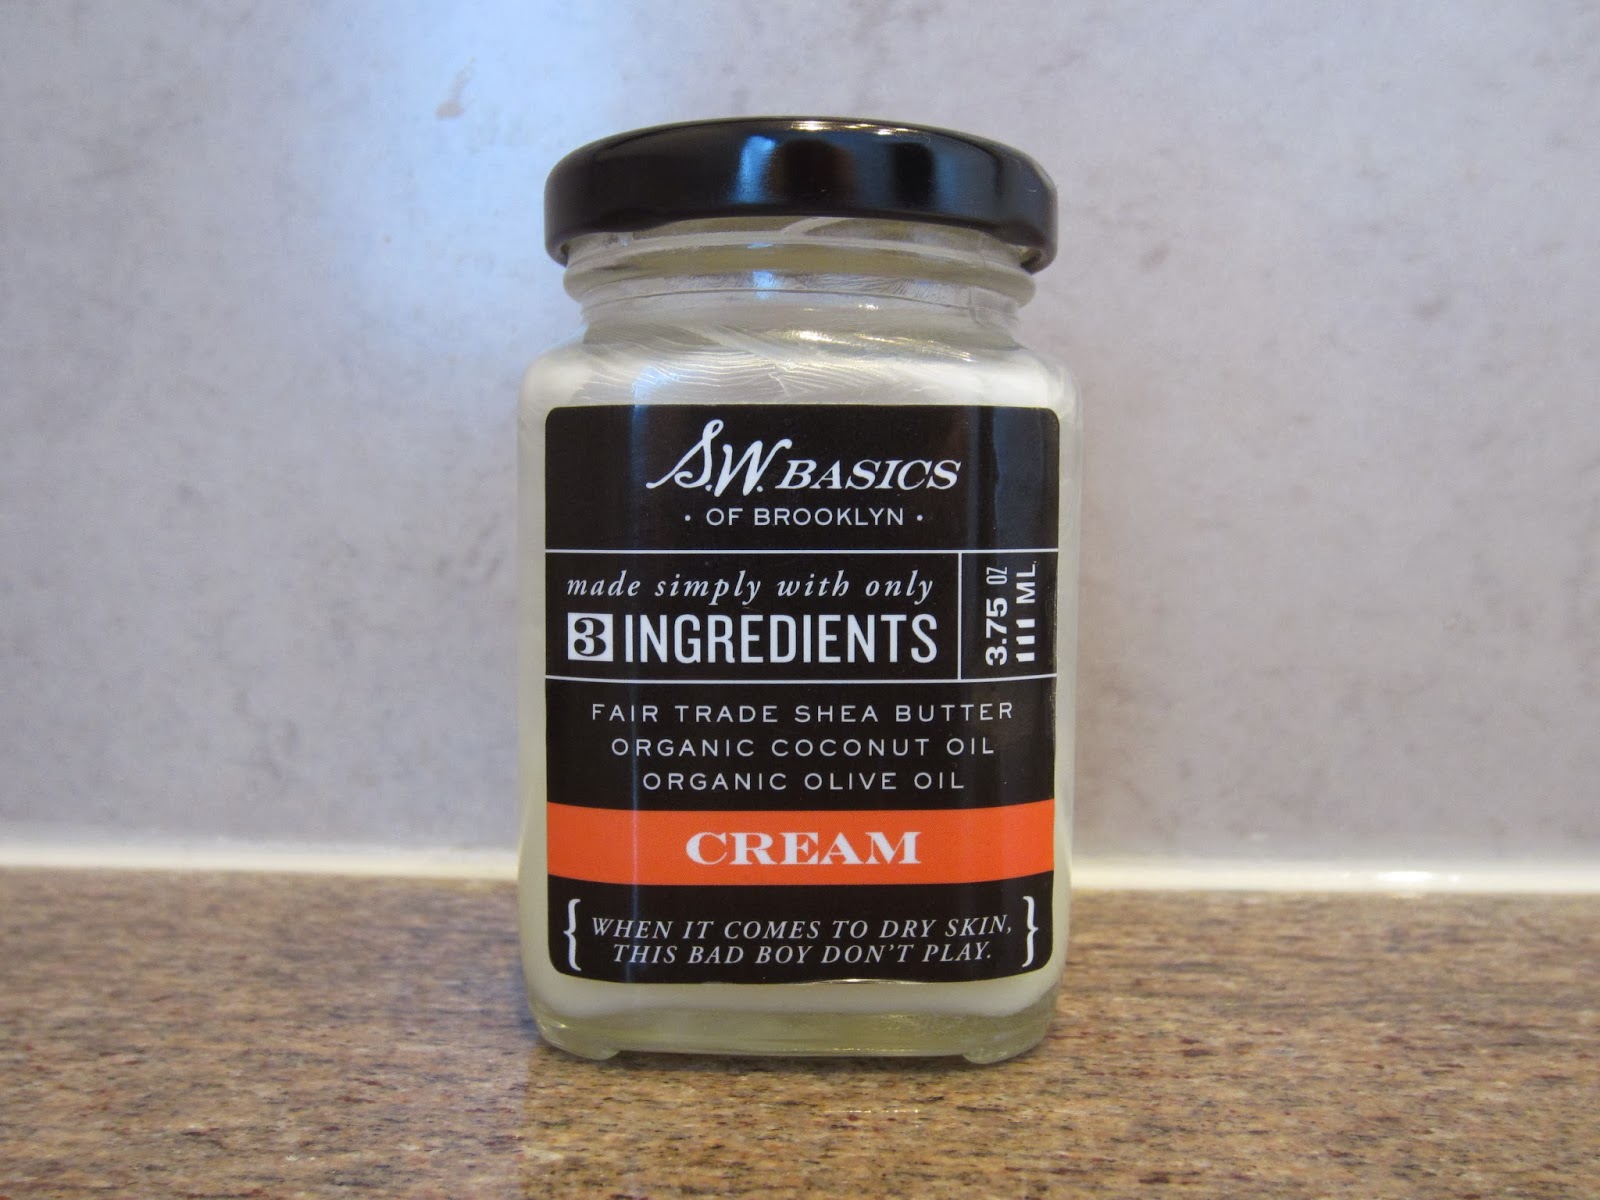 S.W. BASICS
• OF BROOKLYN •
made simply with only
3 INGREDIENTS
3.75 OZ
111 ML
FAIR TRADE SHEA BUTTER
ORGANIC COCONUT OIL
ORGANIC OLIVE OIL
CREAM
{ WHEN IT COMES TO DRY SKIN,
THIS BAD BOY DON'T PLAY. }